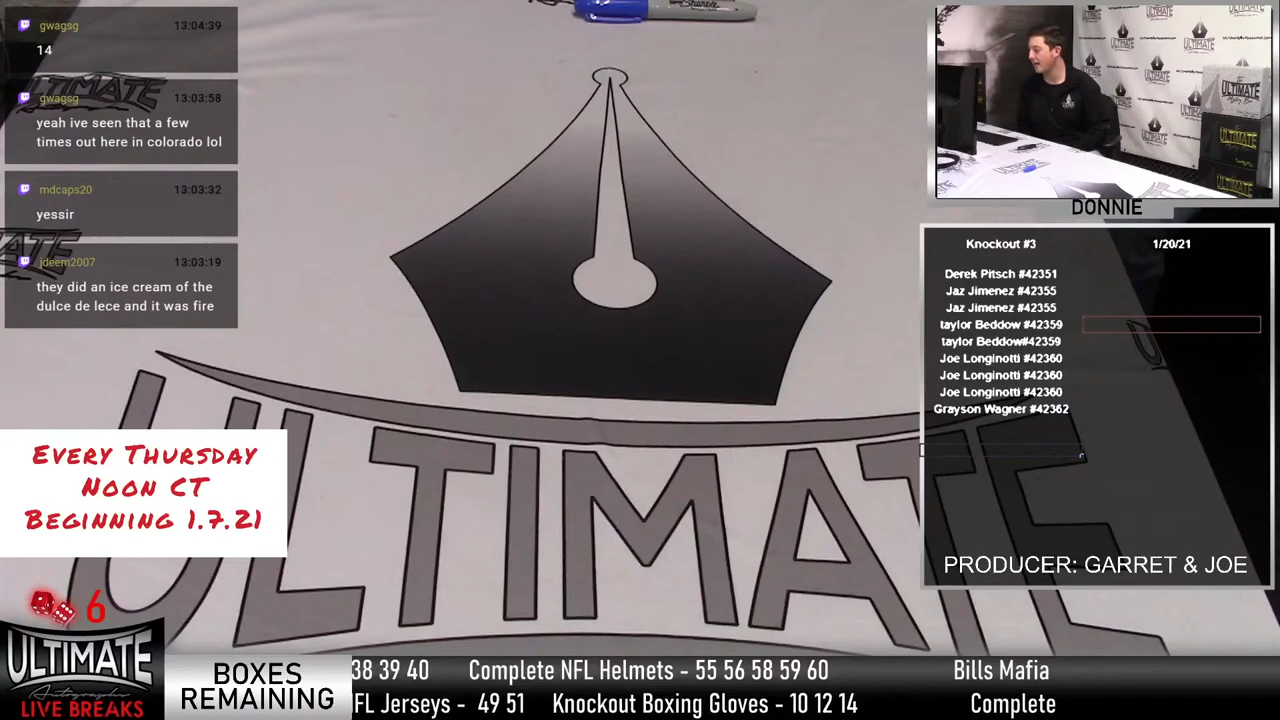 gwagsg 13:04:39
14
gwagsg 13:03:58
yeah ive seen that a few
times out here in colorado lol
mdcaps20 13:03:32
yessir
jdeem2007 13:03:19
they did an ice cream of the
dulce de lece and it was fire
Sharpie
ULTIMATE
DONNIE
Knockout #3 1/20/21
Derek Pitsch #42351
Jaz Jimenez #42355
Jaz Jimenez #42355
taylor Beddow #42359
taylor Beddow#42359
Joe Longinotti #42360
Joe Longinotti #42360
Joe Longinotti #42360
Grayson Wagner #42362
PRODUCER: GARRET & JOE
ULTIMATE
Every Thursday
Noon CT
Beginning 1.7.21
6
ULTIMATE
Autographs
LIVE BREAKS
BOXES
REMAINING
38 39 40 Complete NFL Helmets - 55 56 58 59 60 Bills Mafia
FL Jerseys - 49 51 Knockout Boxing Gloves - 10 12 14 Complete